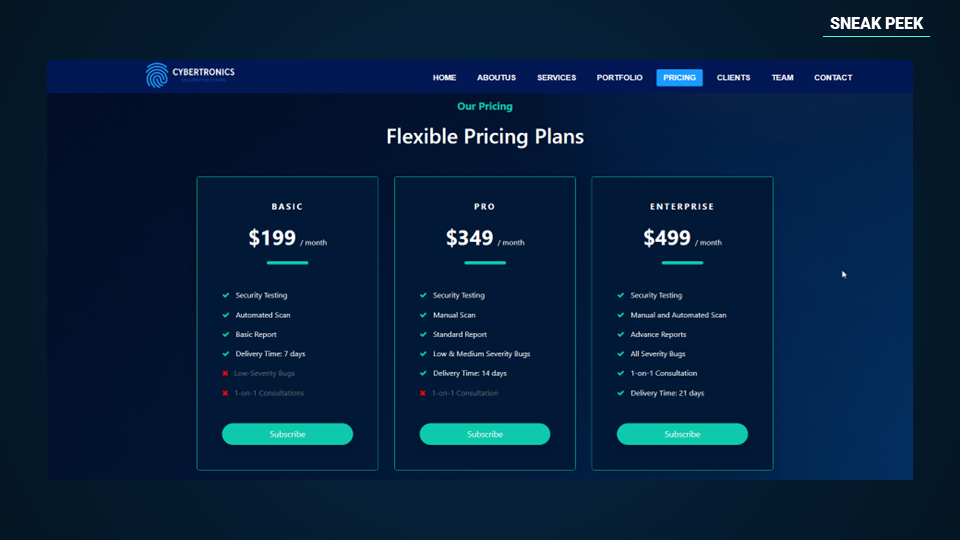 SNEAK PEEK
CYBERTRONICS
HOME ABOUTUS SERVICES PORTFOLIO PRICING CLIENTS TEAM CONTACT
Our Pricing
Flexible Pricing Plans
BASIC
$199 / month
Security Testing
Automated Scan
Basic Report
Delivery Time: 7 days
Low-Severity Bugs
1-on-1 Consultations
Subscribe
PRO
$349 / month
Security Testing
Manual Scan
Standard Report
Low & Medium Severity Bugs
Delivery Time: 14 days
1-on-1 Consultation
Subscribe
ENTERPRISE
$499 / month
Security Testing
Manual and Automated Scan
Advance Reports
All Severity Bugs
1-on-1 Consultation
Delivery Time: 21 days
Subscribe